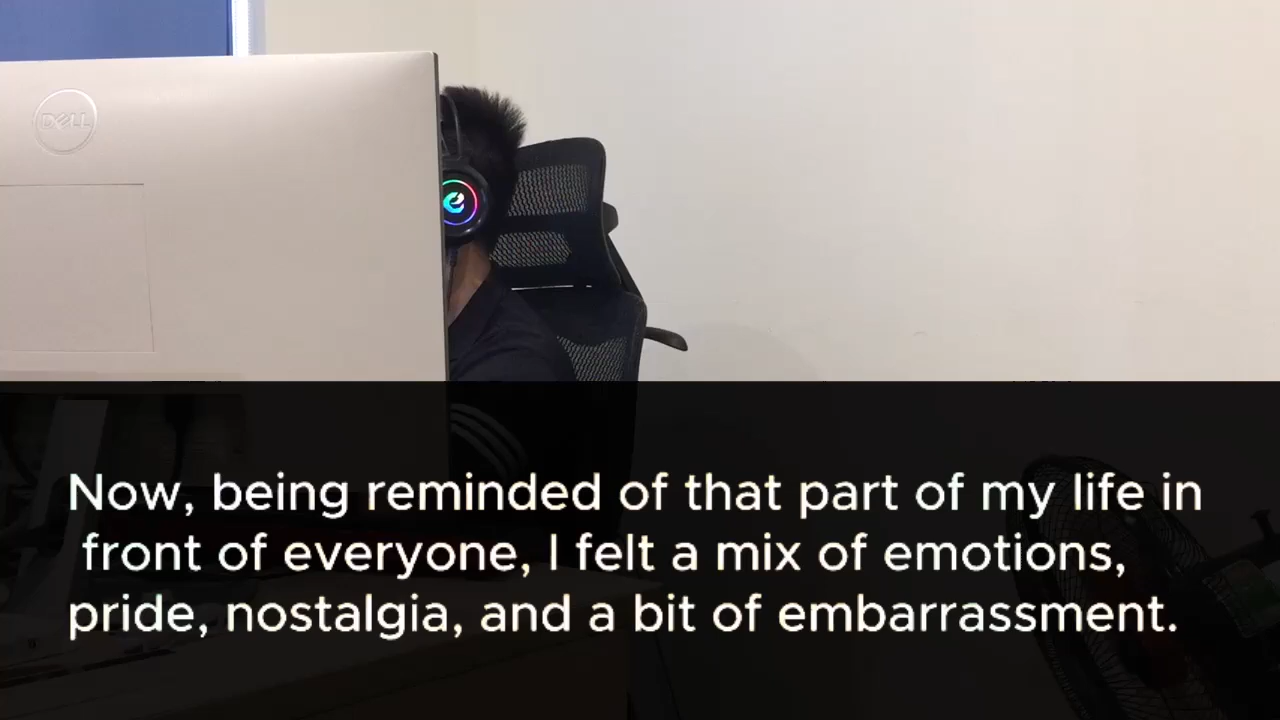 DELL
Now, being reminded of that part of my life in
front of everyone, I felt a mix of emotions,
pride, nostalgia, and a bit of embarrassment.